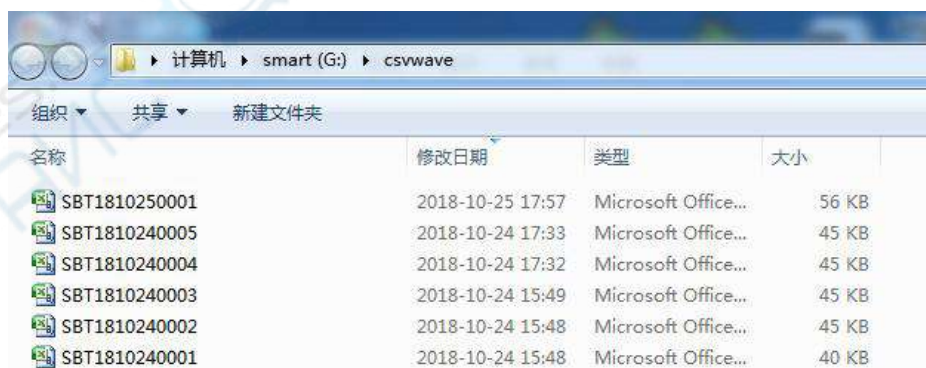 计算机 smart (G:) csvwave
组织 共享 新建文件夹
名称 修改日期 类型 大小
SBT1810250001 2018-10-25 17:57 Microsoft Office... 56 KB
SBT1810240005 2018-10-24 17:33 Microsoft Office... 45 KB
SBT1810240004 2018-10-24 17:32 Microsoft Office... 45 KB
SBT1810240003 2018-10-24 15:49 Microsoft Office... 45 KB
SBT1810240002 2018-10-24 15:48 Microsoft Office... 45 KB
SBT1810240001 2018-10-24 15:48 Microsoft Office... 40 KB